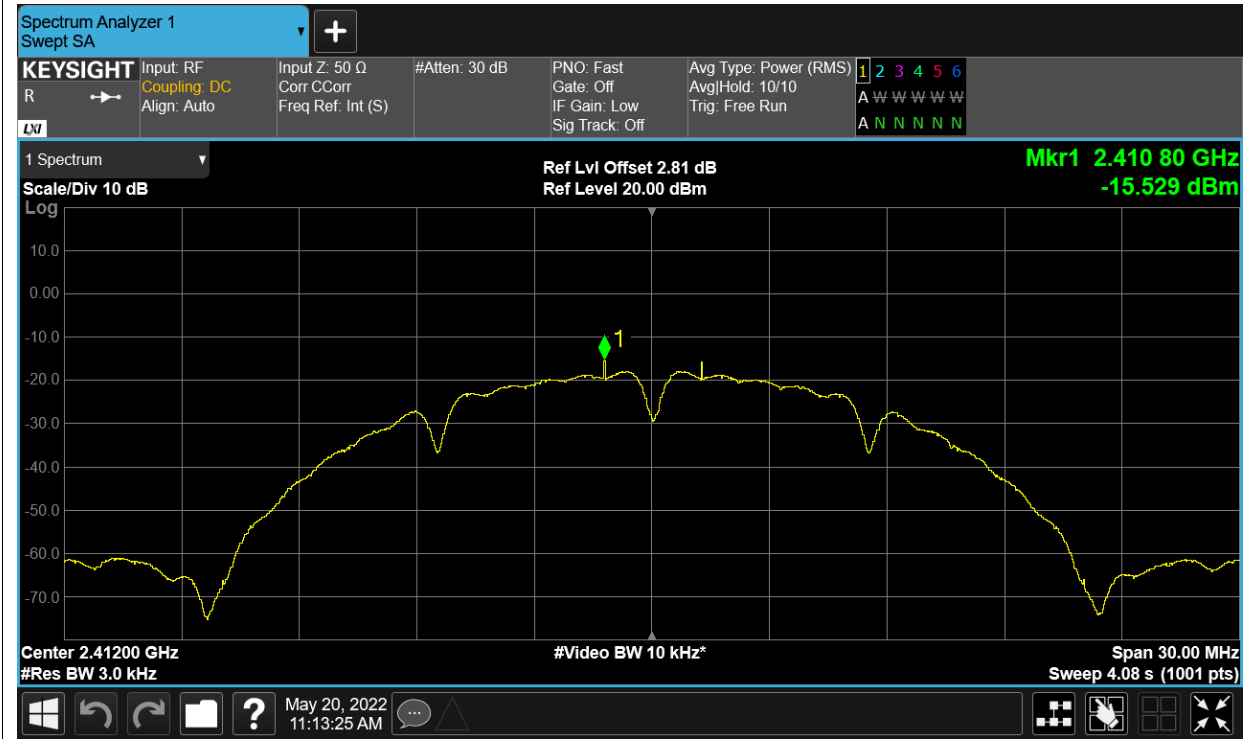 Spectrum Analyzer 1
Swept SA
KEYSIGHT
R
LXI
Input: RF
Coupling: DC
Align: Auto
Input Z: 50 Ω
Corr CCorr
Freq Ref: Int (S)
#Atten: 30 dB
PNO: Fast
Gate: Off
IF Gain: Low
Sig Track: Off
Avg Type: Power (RMS)
Avg|Hold: 10/10
Trig: Free Run
1 2 3 4 5 6
A W W W W W
A N N N N N
1 Spectrum
Scale/Div 10 dB
Log
Ref Lvl Offset 2.81 dB
Ref Level 20.00 dBm
Mkr1 2.410 80 GHz
-15.529 dBm
10.0
0.00
-10.0
1
-20.0
-30.0
-40.0
-50.0
-60.0
-70.0
Center 2.41200 GHz
#Video BW 10 kHz*
Span 30.00 MHz
#Res BW 3.0 kHz
Sweep 4.08 s (1001 pts)
?
May 20, 2022
11:13:25 AM